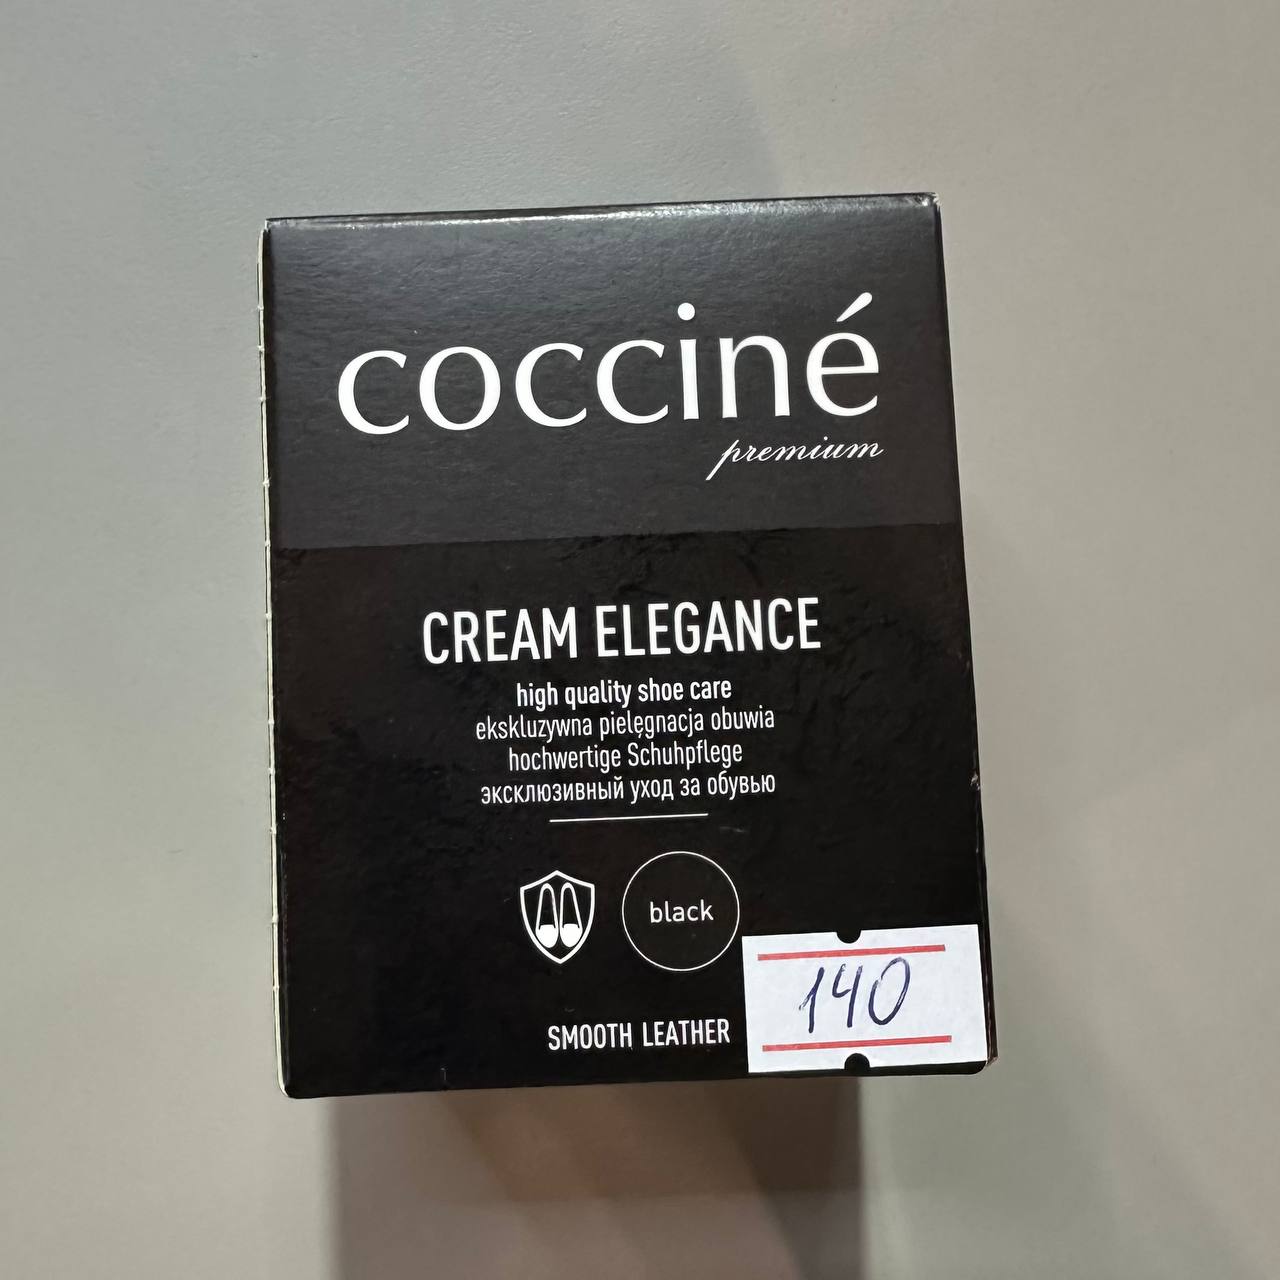 cocciné
premium
CREAM ELEGANCE
high quality shoe care
ekskluzywna pielęgnacja obuwia
hochwertige Schuhpflege
эксклюзивный уход за обувью
black
140
SMOOTH LEATHER